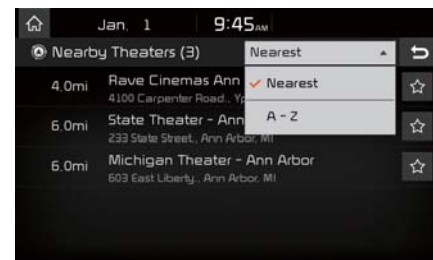 Jan. 1 9:45 AM
Nearby Theaters (3) Nearest
4.0mi Rave Cinemas Ann
4100 Carpenter Road., Yp
Nearest
6.0mi State Theater - Ann
233 State Street., Ann Arbor, MI
A - Z
6.0mi Michigan Theater - Ann Arbor
603 East Liberty., Ann Arbor, MI